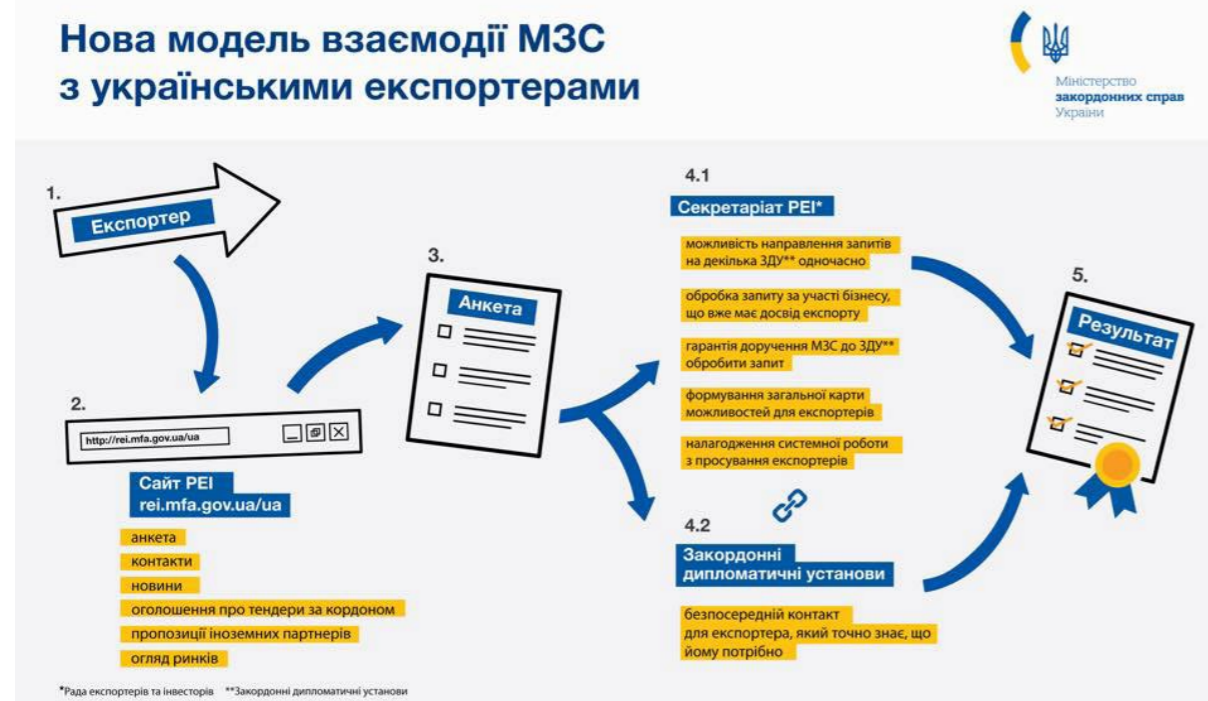 Нова модель взаємодії МЗС
з українськими експортерами
Міністерство
закордонних справ
України
1.
Експортер
2.
http://rei.mfa.gov.ua/ua
Сайт РЕІ
rei.mfa.gov.ua/ua
анкета
контакти
новини
оголошення про тендери за кордоном
пропозиції іноземних партнерів
огляд ринків
3.
Анкета
4.1
Секретаріат РЕІ*
можливість направлення запитів
на декілька ЗДУ** одночасно
обробка запиту за участі бізнесу,
що вже має досвід експорту
гарантія доручення МЗС до ЗДУ**
обробити запит
формування загальної карти
можливостей для експортерів
налагодження системної роботи
з просування експортерів
4.2
Закордонні
дипломатичні установи
безпосередній контакт
для експортера, який точно знає, що
йому потрібно
5.
Результат
*Рада експортерів та інвесторів **Закордонні дипломатичні установи